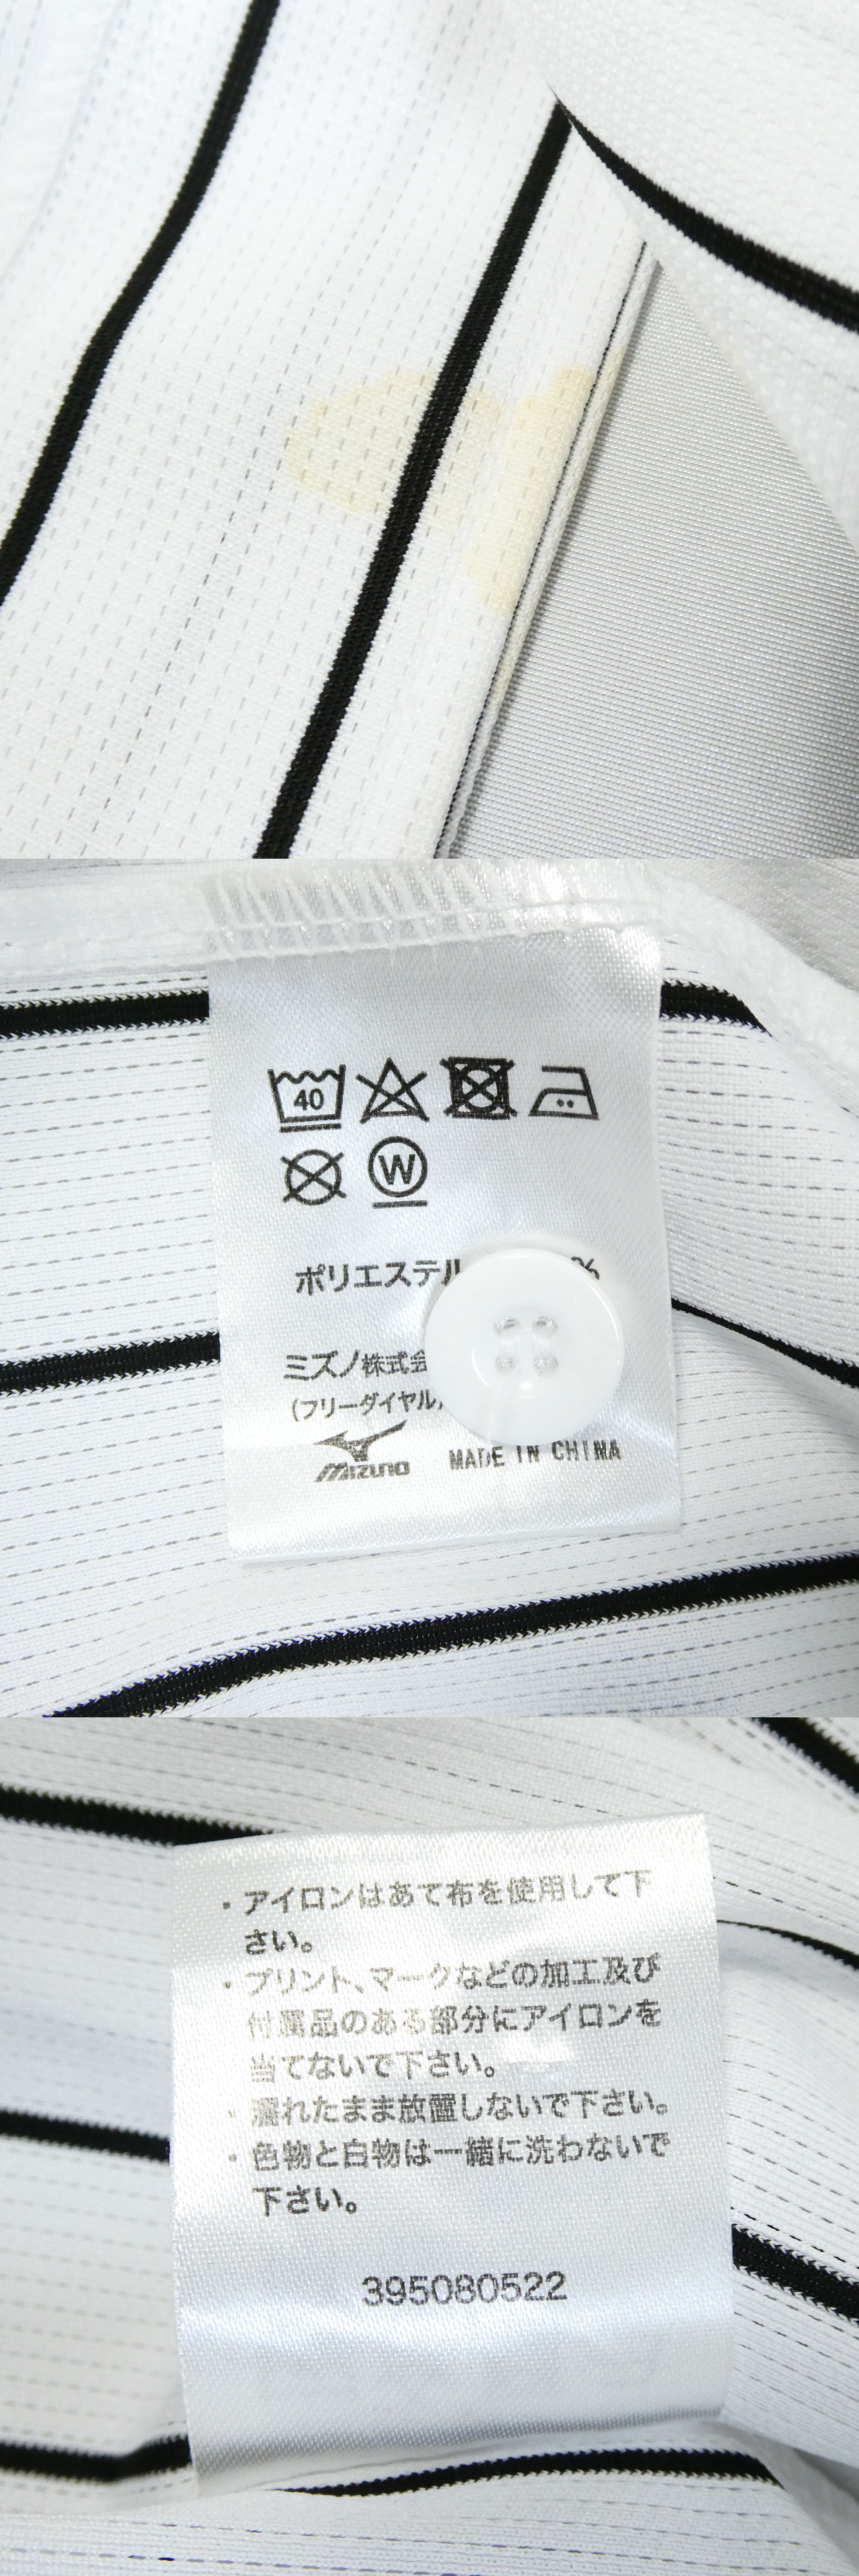 40
W
ポリエステル %
ミズノ株式会
(フリーダイヤル
MIZUNO MADE IN CHINA
・アイロンはあて布を使用して下
さい。
・プリント、マークなどの加工及び
付属品のある部分にアイロンを
当てないで下さい。
・濡れたまま放置しないで下さい。
・色物と白物は一緒に洗わないで
下さい。
395080522